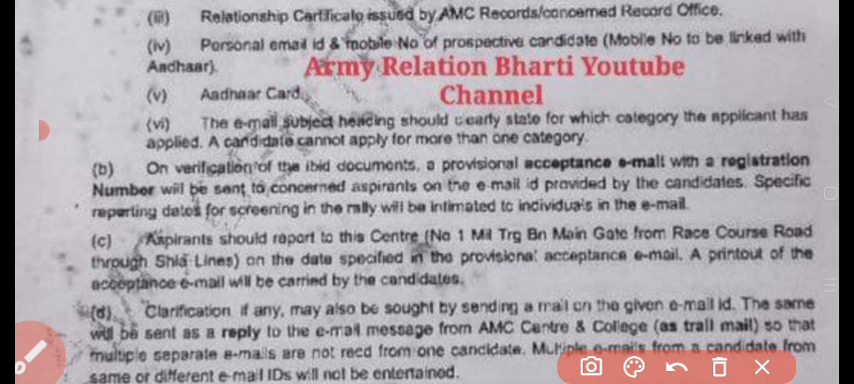 (iii) Relationship Certificate issued by AMC Records/concerned Record Office.
(iv) Personal email id & mobile No of prospective candidate (Mobile No to be linked with
Aadhaar).
Army Relation Bharti Youtube
Channel
(v) Aadhaar Card.
(vi) The e-mail subject heading should clearly state for which category the applicant has
applied. A candidate cannot apply for more than one category.
(b) On verification of the ibid documents, a provisional acceptance e-mail with a registration
Number will be sent to concerned aspirants on the e-mail id provided by the candidates. Specific
reporting dates for screening in the rally will be intimated to individuals in the e-mail.
(c) Aspirants should report to this Centre (No 1 Mil Trg Bn Main Gate from Race Course Road
through Shia Lines) on the date specified in the provisional acceptance e-mail. A printout of the
acceptance e-mail will be carried by the candidates.
(d) Clarification if any, may also be sought by sending a mail on the given e-mail id. The same
will be sent as a reply to the e-mail message from AMC Centre & College (as trail mail) so that
multiple separate e-mails are not recd from one candidate. Multiple e-mails from a candidate from
same or different e-mail IDs will not be entertained.